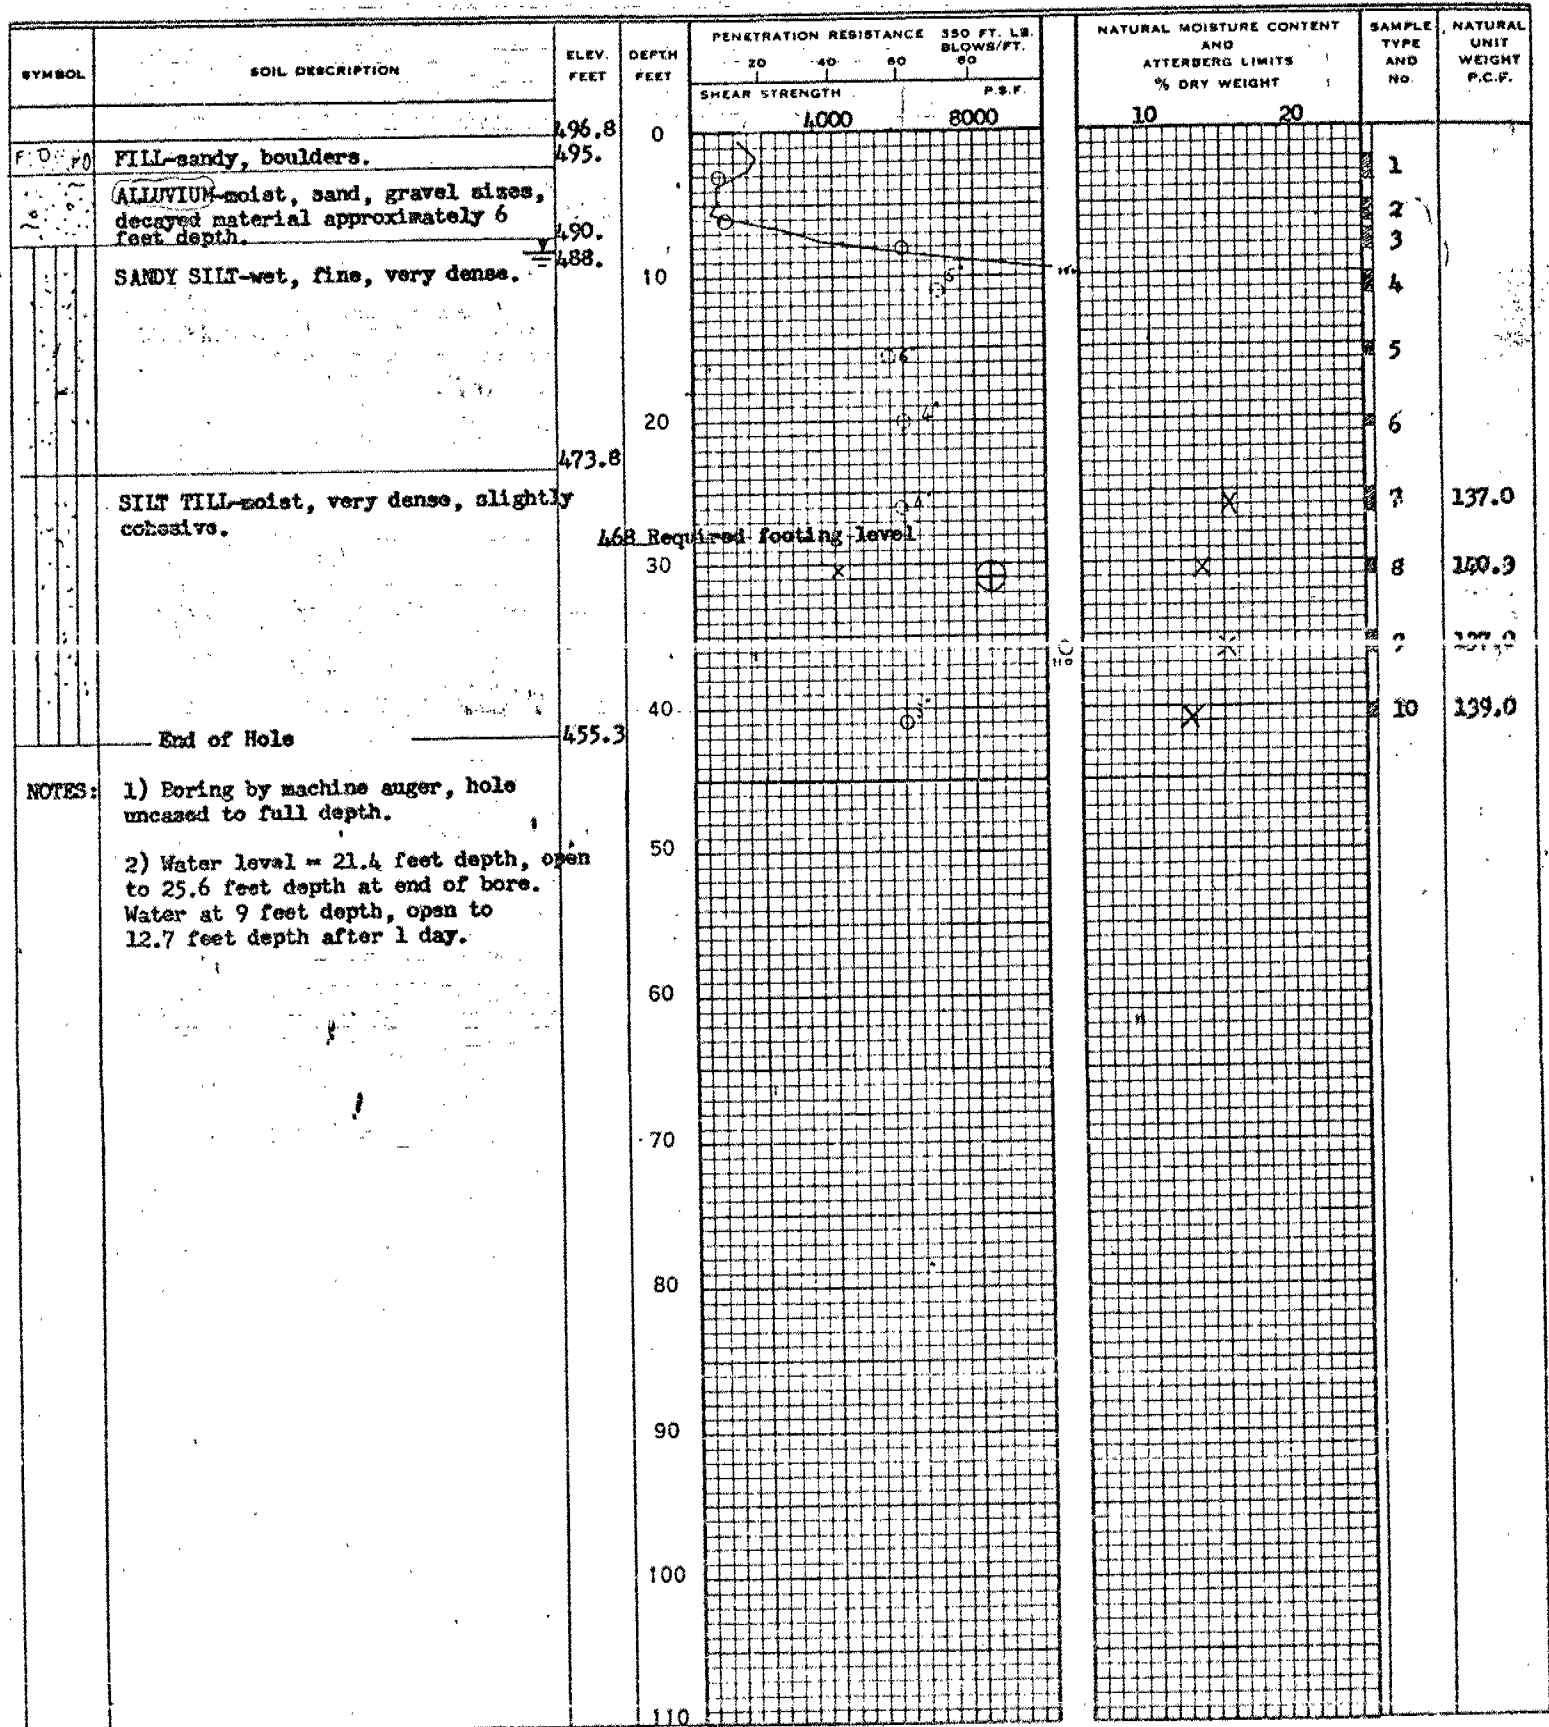 SYMBOL
SOIL DESCRIPTION
ELEV.
FEET
DEPTH
FEET
PENETRATION RESISTANCE 350 FT. LB.
BLOWS/FT.
20 40 60 80
SHEAR STRENGTH P.S.F.
4000 8000
NATURAL MOISTURE CONTENT
AND
ATTERBERG LIMITS
% DRY WEIGHT
10 20
SAMPLE
TYPE
AND
NO.
NATURAL
UNIT
WEIGHT
P.C.F.
496.8 0
FILL-sandy, boulders. 495.
1
ALLUVIUM-moist, sand, gravel sizes,
decayed material approximately 6
feet depth.
490.
2
3
488.
SANDY SILT-wet, fine, very dense.
10
6"
4
6"
5
20
4"
6
473.8
SILT TILL-moist, very dense, slightly
cohesive.
4"
7 137.0
468 Required footing level
30
8 140.9
40
3"
10 139.0
End of Hole 455.3
NOTES: 1) Boring by machine auger, hole
uncased to full depth.
2) Water level = 21.4 feet depth, open
to 25.6 feet depth at end of bore.
Water at 9 feet depth, open to
12.7 feet depth after 1 day.
50
60
70
80
90
100
110